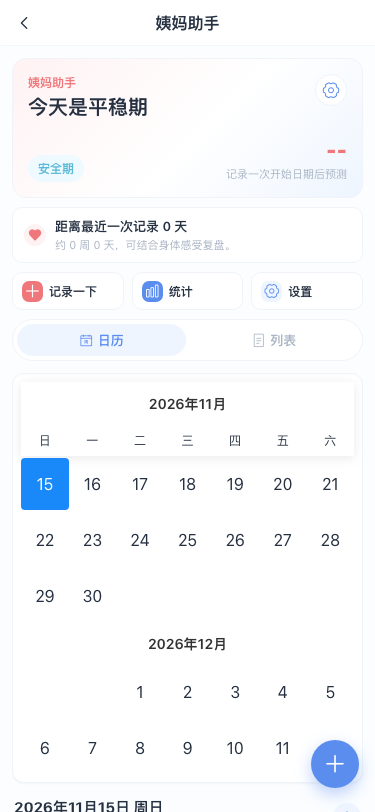 姨妈助手
姨妈助手
今天是平稳期
安全期
--
记录一次开始日期后预测
距离最近一次记录 0 天
约 0 周 0 天，可结合身体感受复盘。
记录一下 统计 设置
日历 列表
2026年11月
日 一 二 三 四 五 六
15 16 17 18 19 20 21
22 23 24 25 26 27 28
29 30
2026年12月
1 2 3 4 5
6 7 8 9 10 11
2026年11月15日 周日